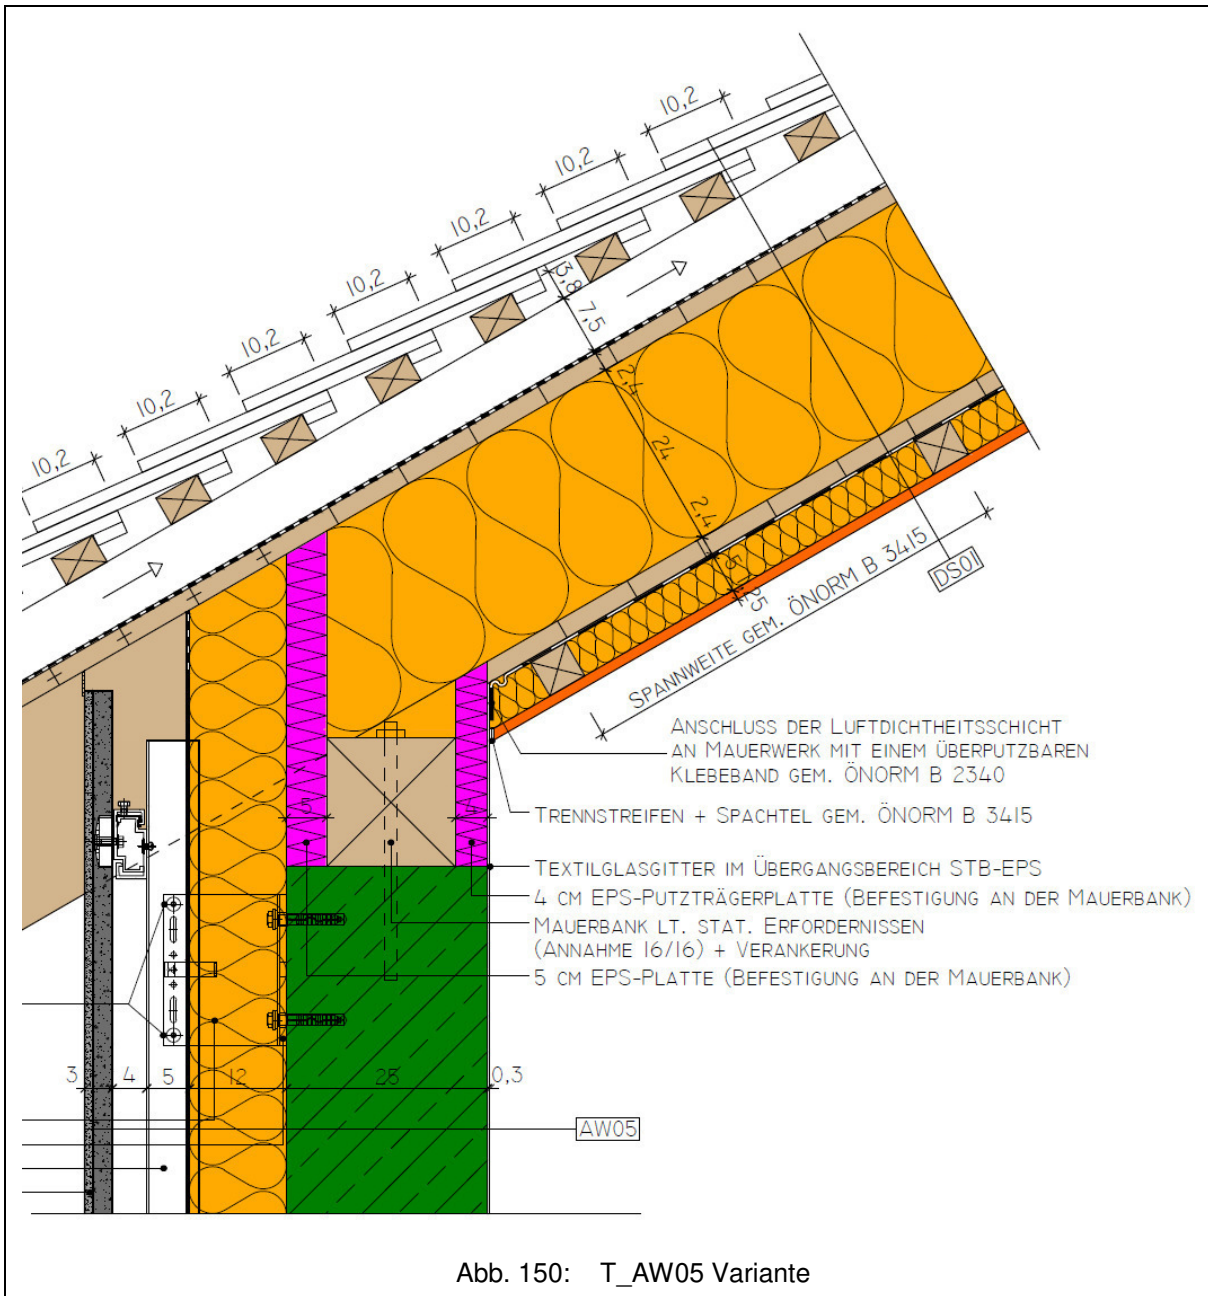 10,2
10,2
10,2
10,2
10,2
10,2
10,2
3,8
7,5
2,4
24
2,4
5
1,25
SPANNWEITE GEM. ÖNORM B 3415
DS01
ANSCHLUSS DER LUFTDICHTHEITSSCHICHT
AN MAUERWERK MIT EINEM ÜBERPUTZBAREN
KLEBEBAND GEM. ÖNORM B 2340
TRENNSTREIFEN + SPACHTEL GEM. ÖNORM B 3415
5
4
TEXTILGLASGITTER IM ÜBERGANGSBEREICH STB-EPS
4 CM EPS-PUTZTRÄGERPLATTE (BEFESTIGUNG AN DER MAUERBANK)
MAUERBANK LT. STAT. ERFORDERNISSEN
(ANNAHME 16/16) + VERANKERUNG
5 CM EPS-PLATTE (BEFESTIGUNG AN DER MAUERBANK)
3 4 5 12 25 0,3
AW05
Abb. 150: T_AW05 Variante